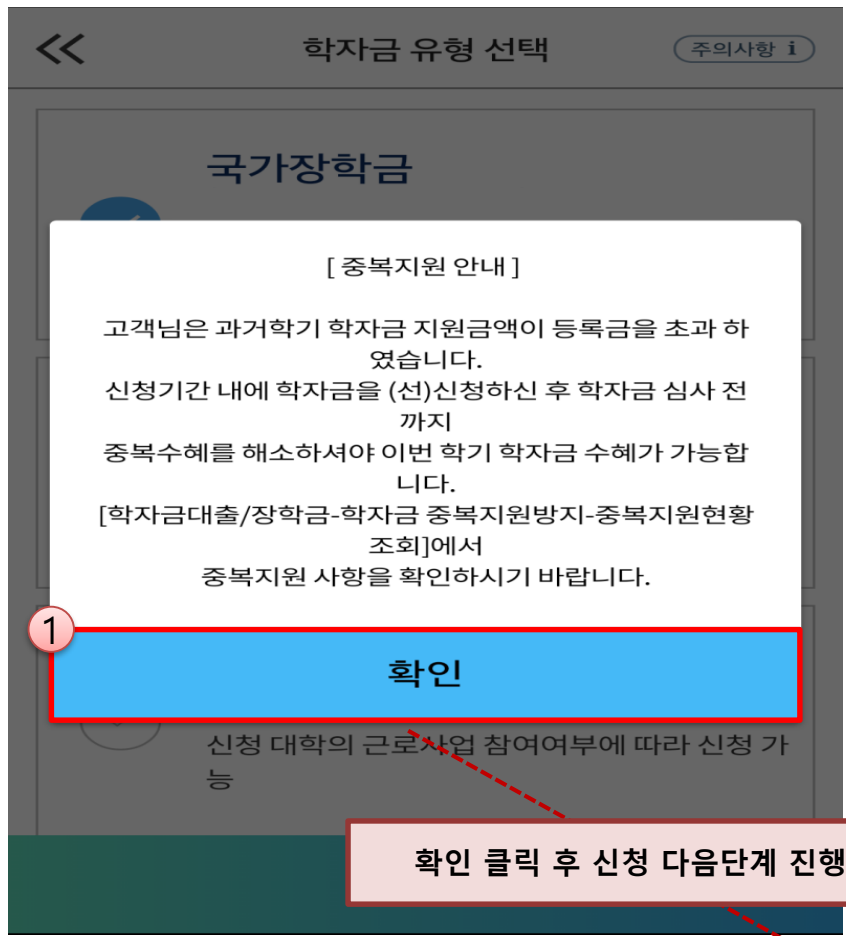 학자금 유형 선택
주의사항 i
국가장학금
[ 중복지원 안내 ]
고객님은 과거학기 학자금 지원금액이 등록금을 초과 하
였습니다.
신청기간 내에 학자금을 (선)신청하신 후 학자금 심사 전
까지
중복수혜를 해소하셔야 이번 학기 학자금 수혜가 가능합
니다.
[학자금대출/장학금-학자금 중복지원방지-중복지원현황
조회]에서
중복지원 사항을 확인하시기 바랍니다.
1
확인
신청 대학의 근로사업 참여여부에 따라 신청 가
능
확인 클릭 후 신청 다음단계 진행